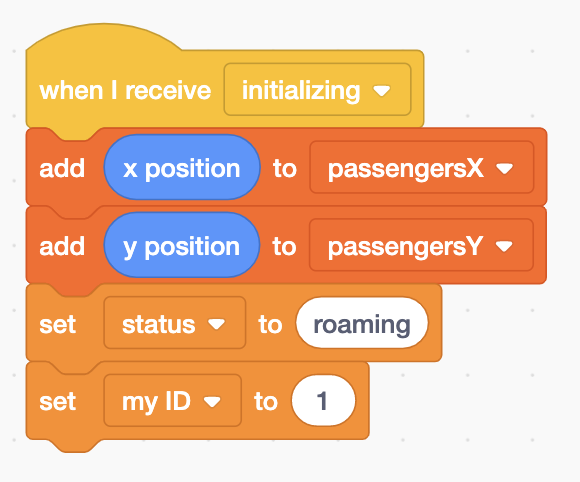 when I receive initializing
add x position to passengersX
add y position to passengersY
set status to roaming
set my ID to 1